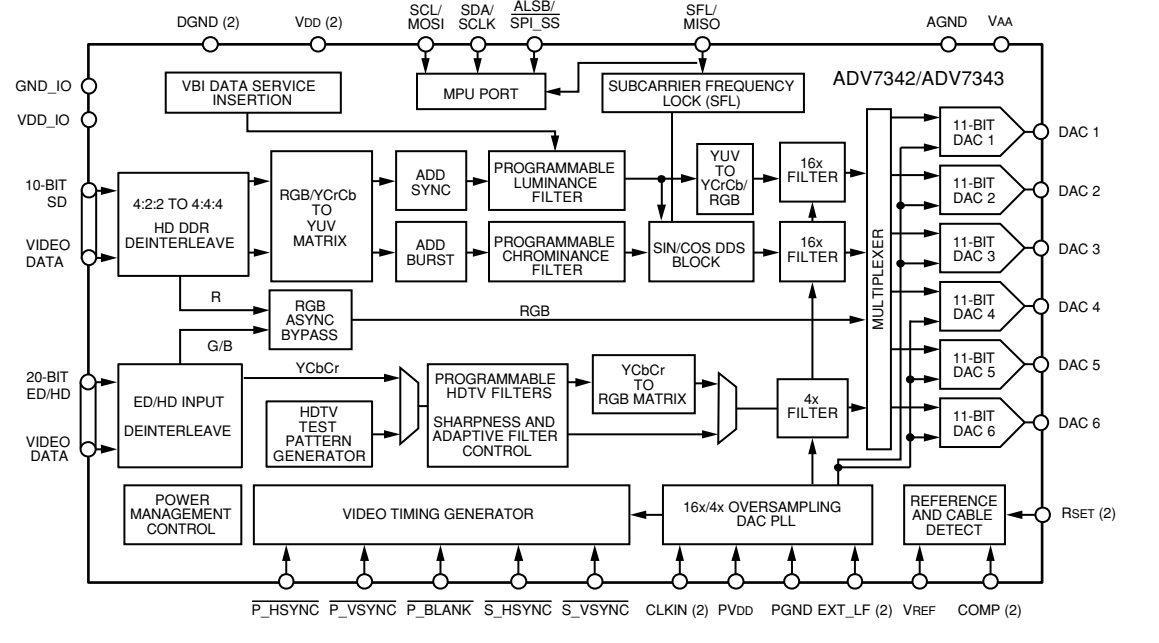 DGND (2)
VDD (2)
SCL/
MOSI
SDA/
SCLK
ALSB/
SPI_SS
SFL/
MISO
AGND
VAA
GND_IO
VDD_IO
10-BIT
SD
VIDEO
DATA
20-BIT
ED/HD
VIDEO
DATA
VBI DATA SERVICE
INSERTION
MPU PORT
SUBCARRIER FREQUENCY
LOCK (SFL)
ADV7342/ADV7343
4:2:2 TO 4:4:4
HD DDR
DEINTERLEAVE
RGB/YCrCb
TO
YUV
MATRIX
ADD
SYNC
PROGRAMMABLE
LUMINANCE
FILTER
YUV
TO
YCrCb/
RGB
16x
FILTER
ADD
BURST
PROGRAMMABLE
CHROMINANCE
FILTER
SIN/COS DDS
BLOCK
16x
FILTER
MULTIPLEXER
R
RGB
ASYNC
BYPASS
RGB
G/B
ED/HD INPUT
DEINTERLEAVE
YCbCr
HDTV
TEST
PATTERN
GENERATOR
PROGRAMMABLE
HDTV FILTERS
SHARPNESS AND
ADAPTIVE FILTER
CONTROL
YCbCr
TO
RGB MATRIX
4x
FILTER
11-BIT
DAC 1
DAC 1
11-BIT
DAC 2
DAC 2
11-BIT
DAC 3
DAC 3
11-BIT
DAC 4
DAC 4
11-BIT
DAC 5
DAC 5
11-BIT
DAC 6
DAC 6
POWER
MANAGEMENT
CONTROL
VIDEO TIMING GENERATOR
16x/4x OVERSAMPLING
DAC PLL
REFERENCE
AND CABLE
DETECT
RSET (2)
P_HSYNC
P_VSYNC
P_BLANK
S_HSYNC
S_VSYNC
CLKIN (2)
PVDD
PGND
EXT_LF (2)
VREF
COMP (2)